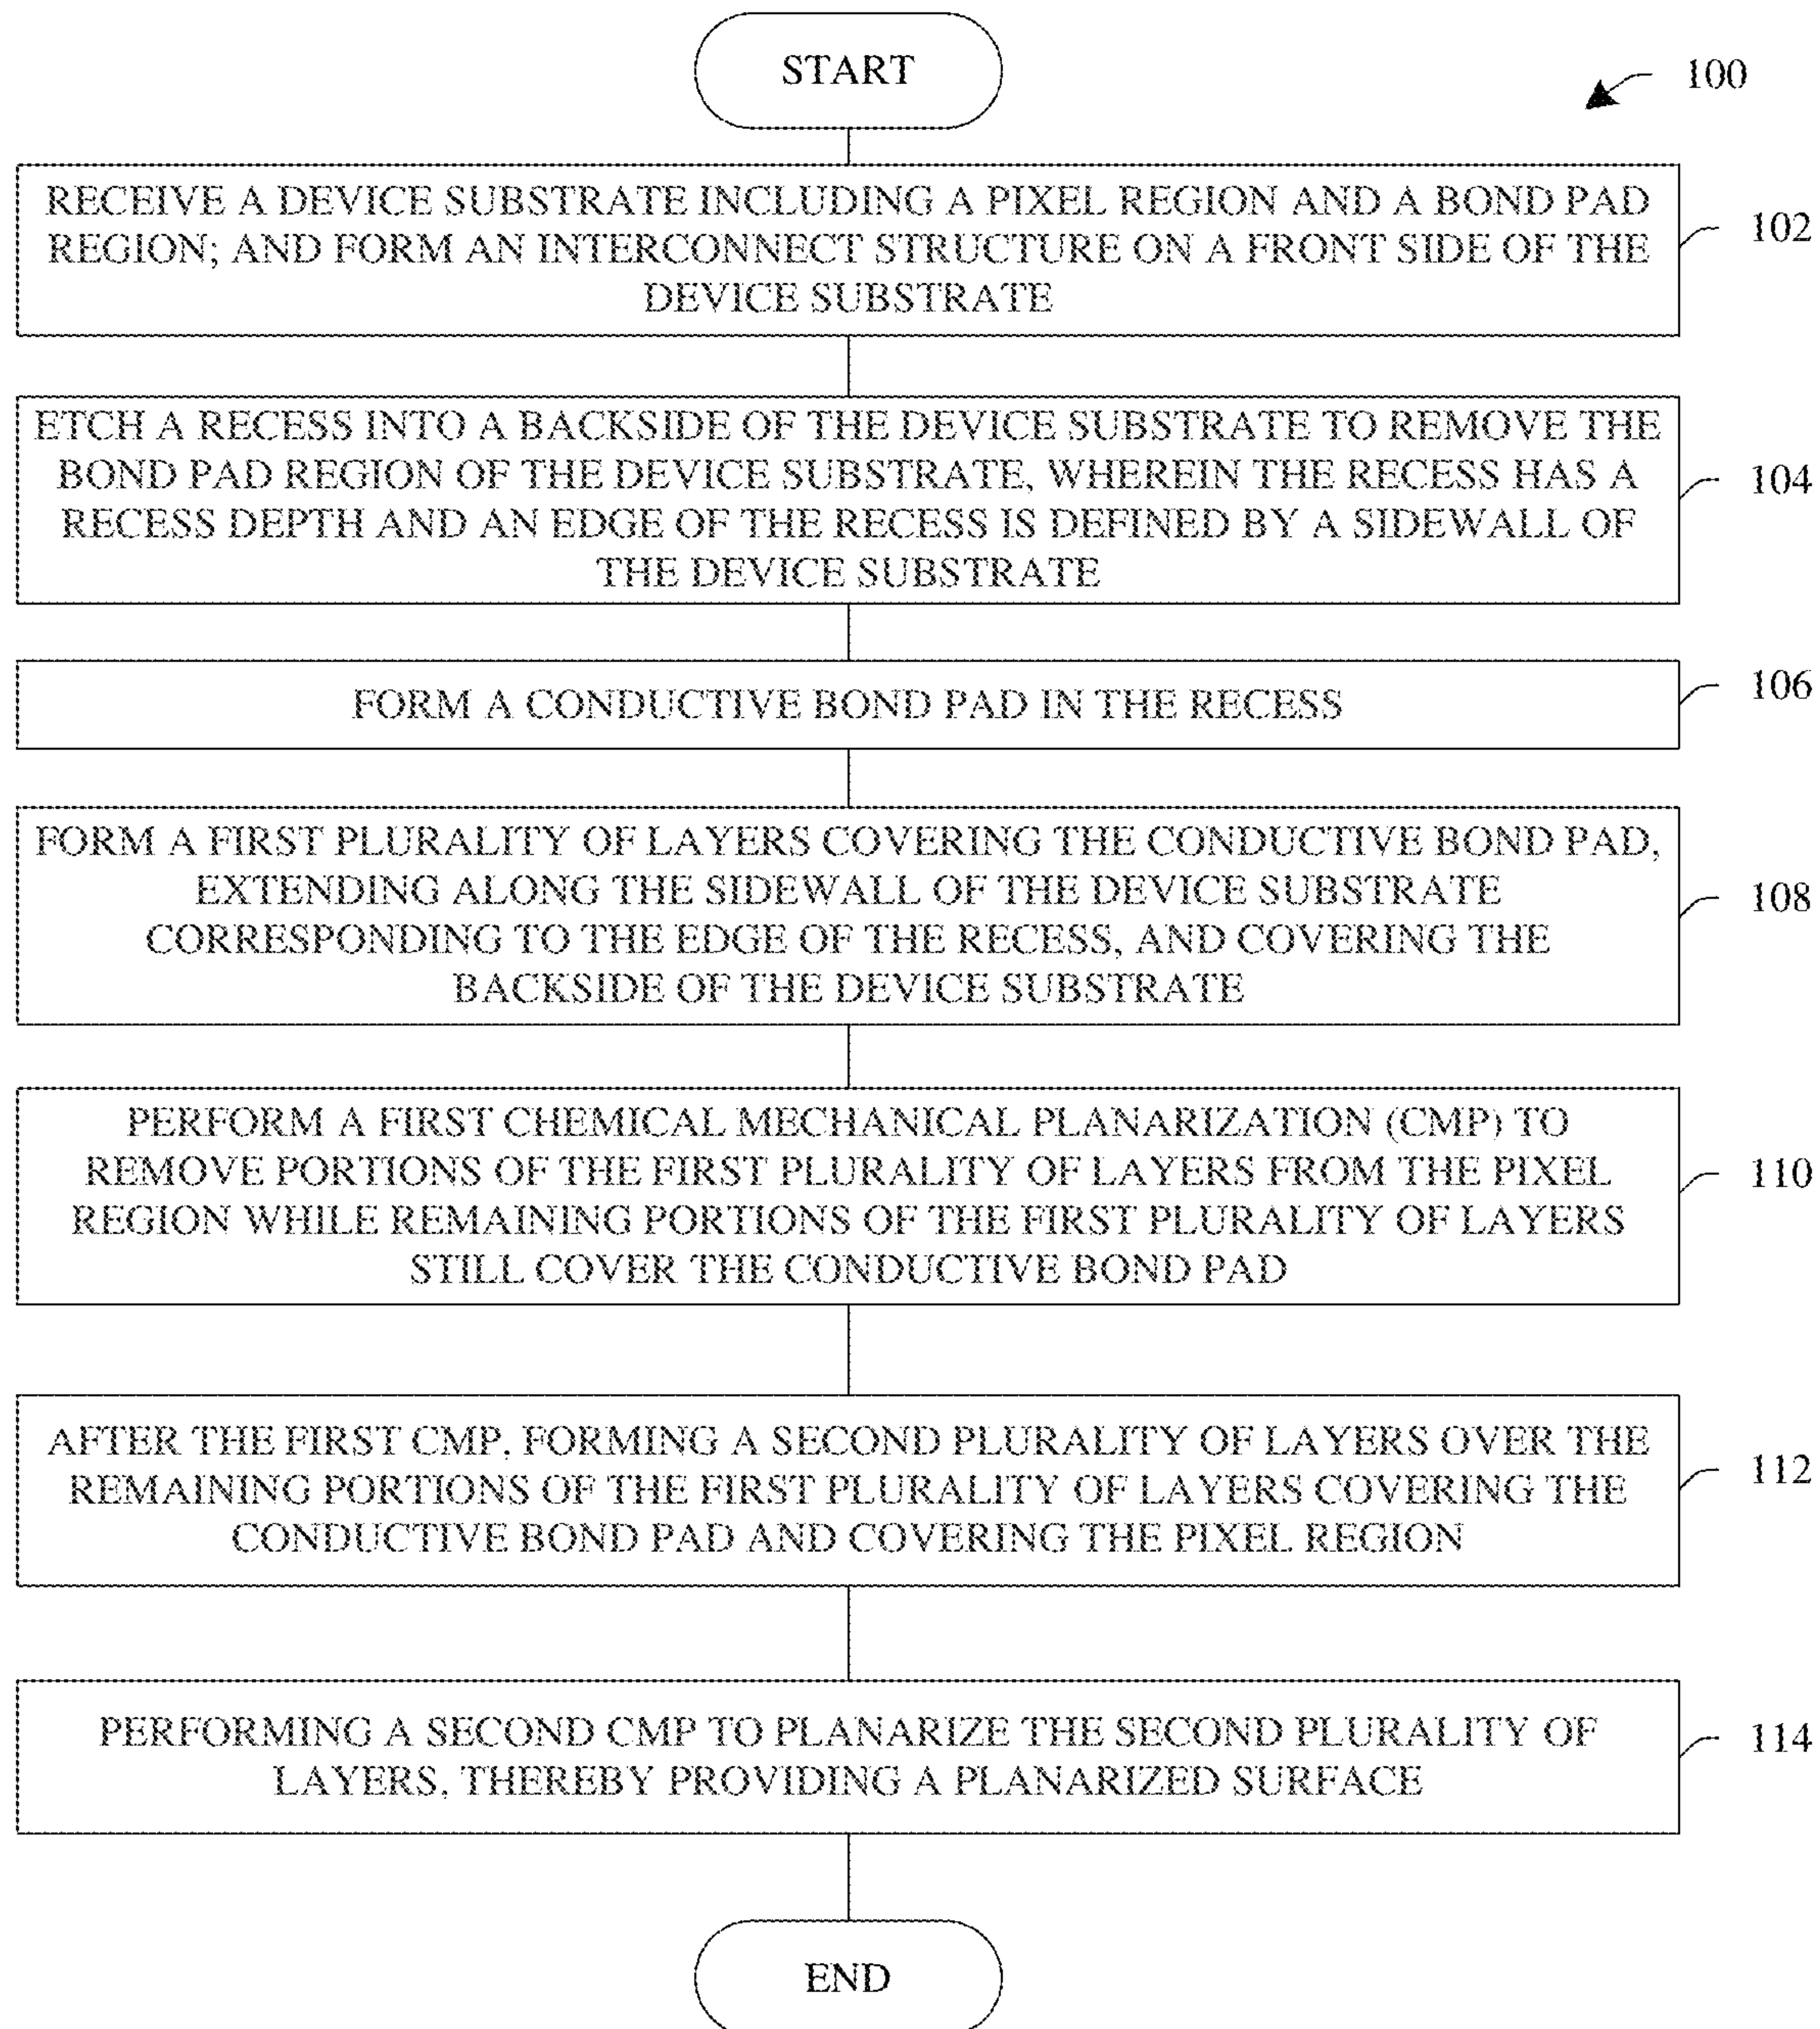 START
100
RECEIVE A DEVICE SUBSTRATE INCLUDING A PIXEL REGION AND A BOND PAD
REGION; AND FORM AN INTERCONNECT STRUCTURE ON A FRONT SIDE OF THE
DEVICE SUBSTRATE
102
ETCH A RECESS INTO A BACKSIDE OF THE DEVICE SUBSTRATE TO REMOVE THE
BOND PAD REGION OF THE DEVICE SUBSTRATE, WHEREIN THE RECESS HAS A
RECESS DEPTH AND AN EDGE OF THE RECESS IS DEFINED BY A SIDEWALL OF
THE DEVICE SUBSTRATE
104
FORM A CONDUCTIVE BOND PAD IN THE RECESS
106
FORM A FIRST PLURALITY OF LAYERS COVERING THE CONDUCTIVE BOND PAD,
EXTENDING ALONG THE SIDEWALL OF THE DEVICE SUBSTRATE
CORRESPONDING TO THE EDGE OF THE RECESS, AND COVERING THE
BACKSIDE OF THE DEVICE SUBSTRATE
108
PERFORM A FIRST CHEMICAL MECHANICAL PLANARIZATION (CMP) TO
REMOVE PORTIONS OF THE FIRST PLURALITY OF LAYERS FROM THE PIXEL
REGION WHILE REMAINING PORTIONS OF THE FIRST PLURALITY OF LAYERS
STILL COVER THE CONDUCTIVE BOND PAD
110
AFTER THE FIRST CMP, FORMING A SECOND PLURALITY OF LAYERS OVER THE
REMAINING PORTIONS OF THE FIRST PLURALITY OF LAYERS COVERING THE
CONDUCTIVE BOND PAD AND COVERING THE PIXEL REGION
112
PERFORMING A SECOND CMP TO PLANARIZE THE SECOND PLURALITY OF
LAYERS, THEREBY PROVIDING A PLANARIZED SURFACE
114
END